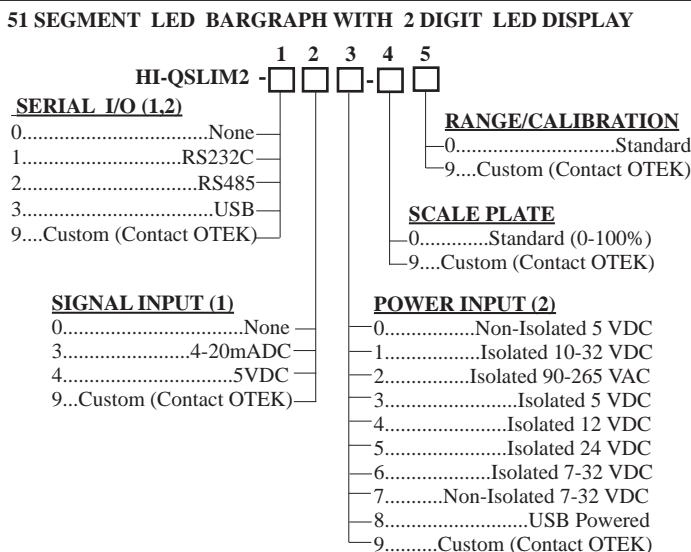 51 SEGMENT LED BARGRAPH WITH 2 DIGIT LED DISPLAY
1 2 3 4 5
HI-QSLIM2 - -
SERIAL I/O (1,2)
0......................None
1...................RS232C
2.....................RS485
3.......................USB
9....Custom (Contact OTEK)
RANGE/CALIBRATION
0............................Standard
9....Custom (Contact OTEK)
SCALE PLATE
0.............Standard (0-100%)
9....Custom (Contact OTEK)
SIGNAL INPUT (1)
0................................None
3......................4-20mADC
4..............................5VDC
9...Custom (Contact OTEK)
POWER INPUT (2)
0................Non-Isolated 5 VDC
1.................Isolated 10-32 VDC
2...............Isolated 90-265 VAC
3........................Isolated 5 VDC
4......................Isolated 12 VDC
5......................Isolated 24 VDC
6...................Isolated 7-32 VDC
7..........Non-Isolated 7-32 VDC
8..........................USB Powered
9..........Custom (Contact OTEK)